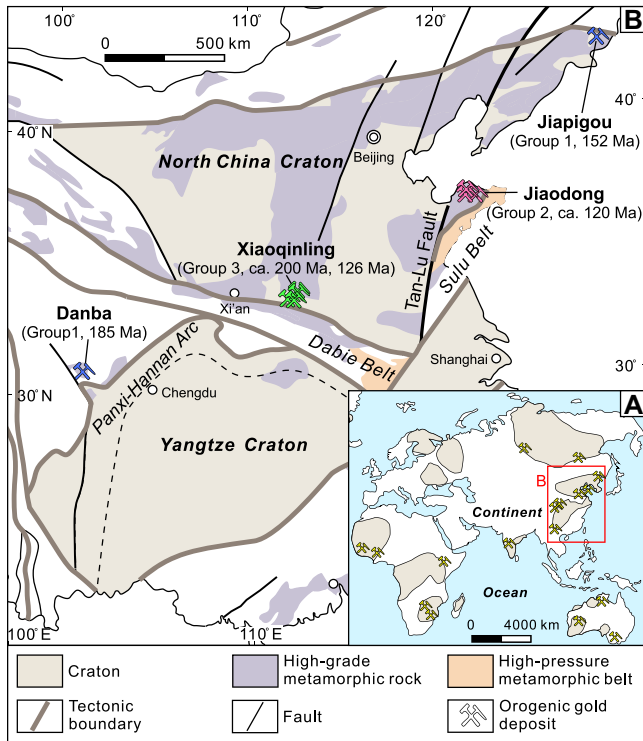 100° 110° 120° B
0 500 km
40°
Jiapigou
(Group 1, 152 Ma)
40° N
Beijing
North China Craton
Jiaodong
(Group 2, ca. 120 Ma)
Xiaoqinling
(Group 3, ca. 200 Ma, 126 Ma)
Tan-Lu Fault
Sulu Belt
Xi'an
Danba
(Group1, 185 Ma)
Panxi-Hannan Arc
Dabie Belt
Shanghai
30°
30° N
Chengdu
Yangtze Craton
A
B
Continent
Ocean
0 4000 km
100° E 110° E
Craton
High-grade
metamorphic rock
High-pressure
metamorphic belt
Tectonic
boundary
Fault
Orogenic gold
deposit